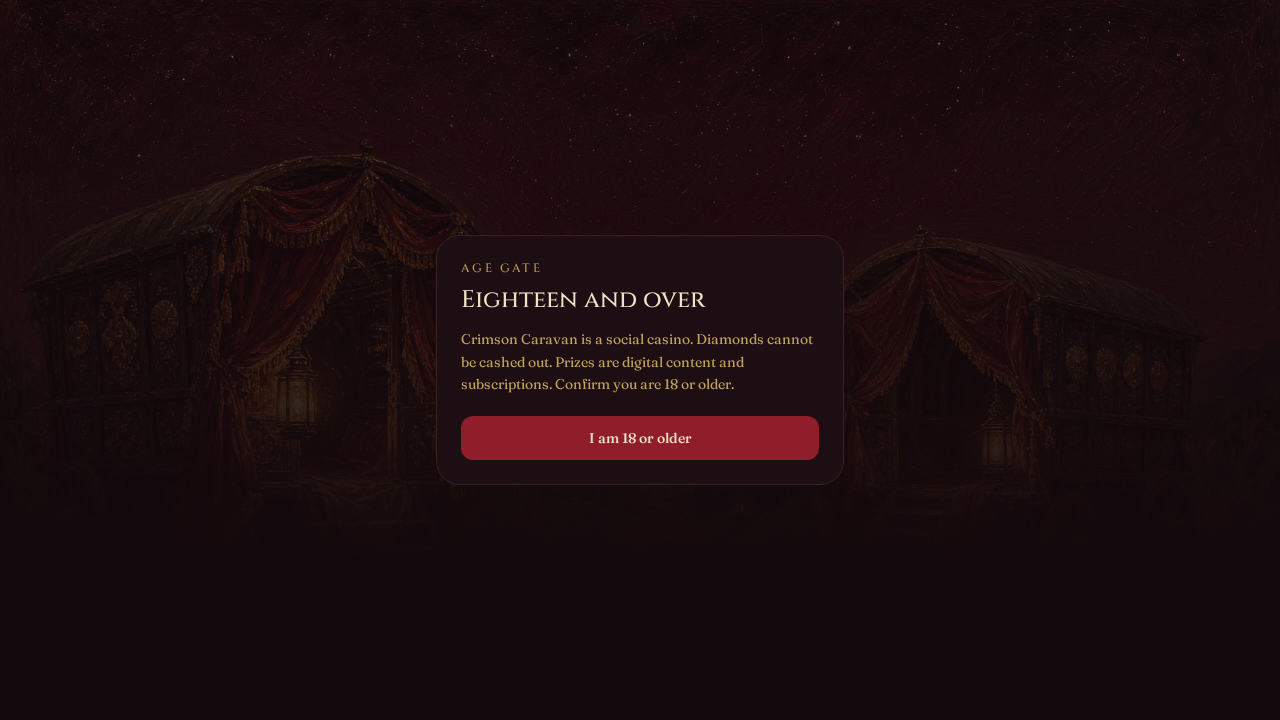 AGE GATE
Eighteen and over
Crimson Caravan is a social casino. Diamonds cannot
be cashed out. Prizes are digital content and
subscriptions. Confirm you are 18 or older.
I am 18 or older